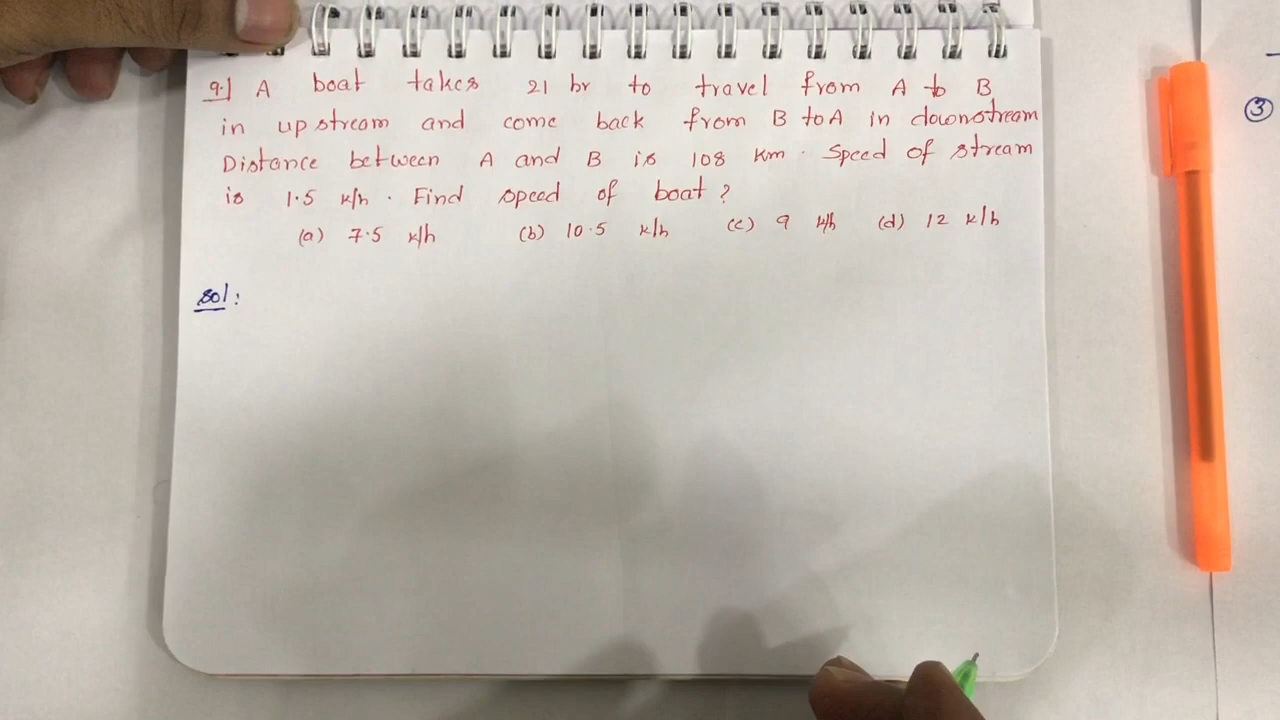 Q.] A boat takes 21 hr to travel from A to B
in upstream and come back from B to A in downstream
Distance between A and B is 108 km. Speed of stream
is 1.5 k/h. Find speed of boat?
(a) 7.5 k/h (b) 10.5 k/h (c) 9 k/h (d) 12 k/h
Sol:
3